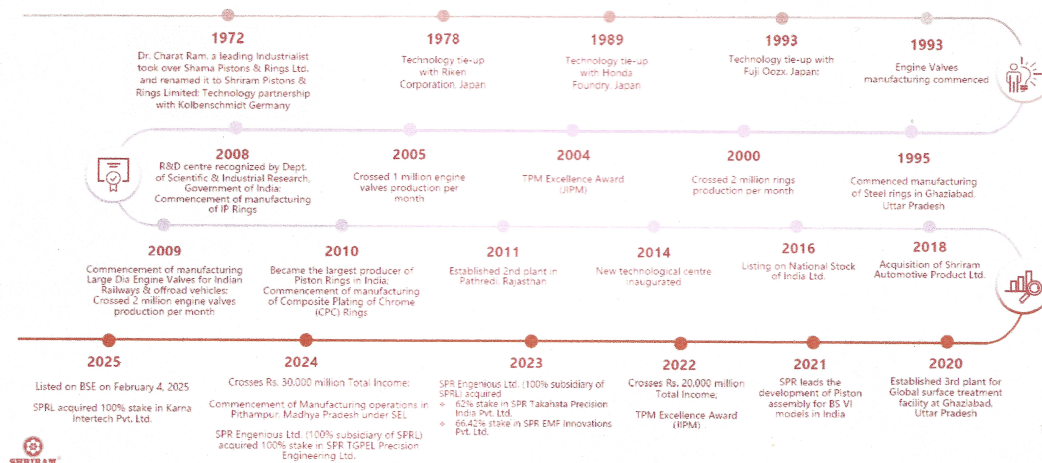 1972
Dr. Charat Ram, a leading Industrialist
took over Shama Pistons & Rings Ltd.
and renamed it to Shriram Pistons &
Rings Limited; Technology partnership
with Kolbenschmidt Germany
1978
Technology tie-up
with Riken
Corporation, Japan
1989
Technology tie-up
with Honda
Foundry, Japan
1993
Technology tie-up with
Fuji Oozx, Japan;
1993
Engine Valves
manufacturing commenced
2008
R&D centre recognized by Dept.
of Scientific & Industrial Research,
Government of India;
Commencement of manufacturing
of IP Rings
2005
Crossed 1 million engine
valves production per
month
2004
TPM Excellence Award
(JIPM)
2000
Crossed 2 million rings
production per month
1995
Commenced manufacturing
of Steel rings in Ghaziabad,
Uttar Pradesh
2009
Commencement of manufacturing
Large Dia Engine Valves for Indian
Railways & offroad vehicles;
Crossed 2 million engine valves
production per month
2010
Became the largest producer of
Piston Rings in India;
Commencement of manufacturing
of Composite Plating of Chrome
(CPC) Rings
2011
Established 2nd plant in
Pathredi, Rajasthan
2014
New technological centre
inaugurated
2016
Listing on National Stock
of India Ltd.
2018
Acquisition of Shriram
Automotive Product Ltd.
2025
Listed on BSE on February 4, 2025
SPRL acquired 100% stake in Karna
Intertech Pvt. Ltd.
2024
Crosses Rs. 30,000 million Total Income;
Commencement of Manufacturing operations in
Pithampur, Madhya Pradesh under SEL
SPR Engenious Ltd. (100% subsidiary of SPRL)
acquired 100% stake in SPR TGPEL Precision
Engineering Ltd.
2023
SPR Engenious Ltd. (100% subsidiary of
SPRL) acquired
❖ 62% stake in SPR Takahata Precision
India Pvt. Ltd.
❖ 66.42% stake in SPR EMF Innovations
Pvt. Ltd.
2022
Crosses Rs. 20,000 million
Total Income;
TPM Excellence Award
(JIPM)
2021
SPR leads the
development of Piston
assembly for BS VI
models in India
2020
Established 3rd plant for
Global surface treatment
facility at Ghaziabad,
Uttar Pradesh
SHRIRAM